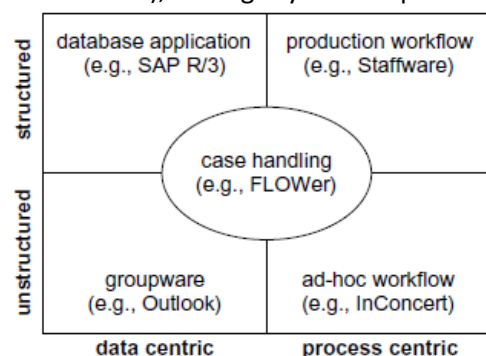 database application
(e.g., SAP R/3)
production workflow
(e.g., Staffware)
structured
case handling
(e.g., FLOWer)
unstructured
groupware
(e.g., Outlook)
ad-hoc workflow
(e.g., InConcert)
data centric
process centric